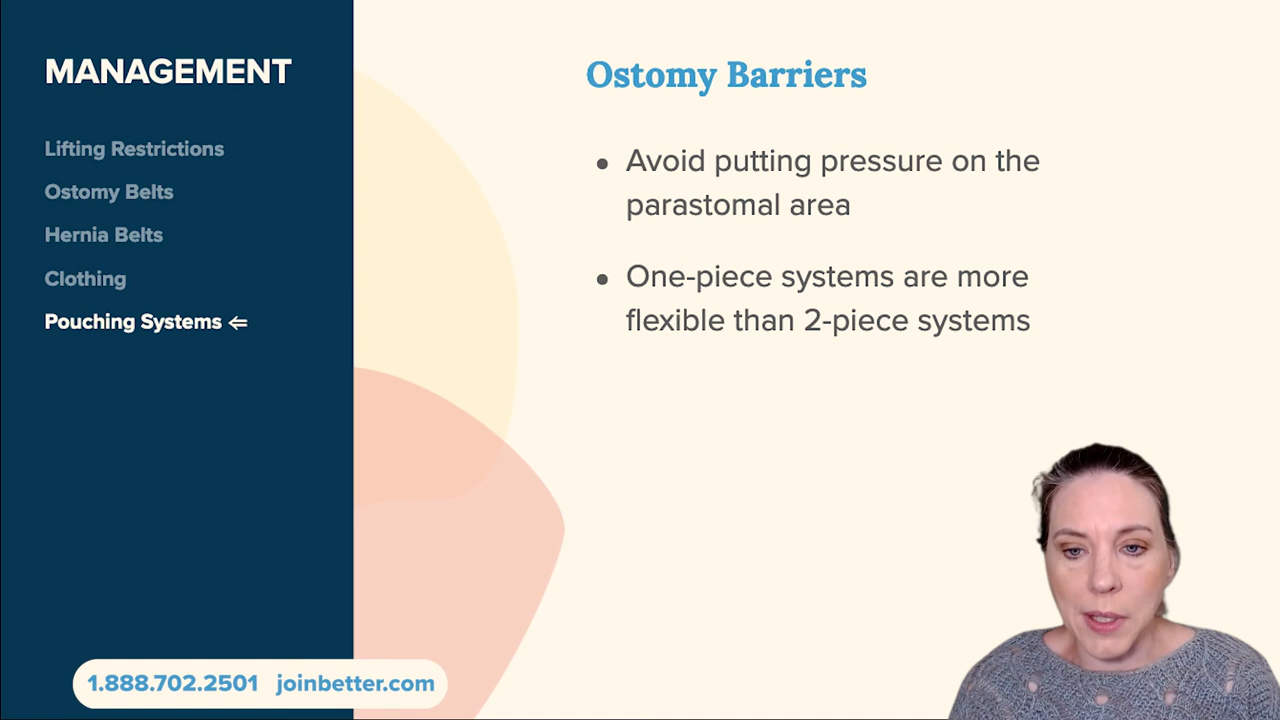 MANAGEMENT
Lifting Restrictions
Ostomy Belts
Hernia Belts
Clothing
Pouching Systems ⇐
Ostomy Barriers
• Avoid putting pressure on the
parastomal area
• One-piece systems are more
flexible than 2-piece systems
1.888.702.2501 joinbetter.com